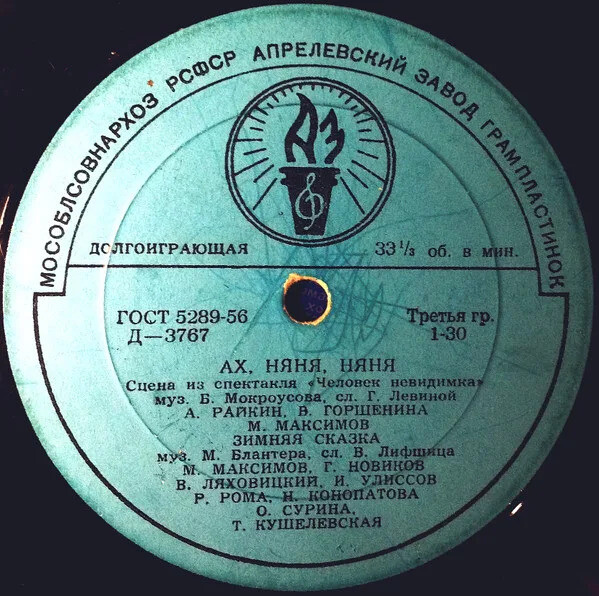 МОСОБЛСОВНАРХОЗ РСФСР АПРЕЛЕВСКИЙ ЗАВОД ГРАМПЛАСТИНОК
АЗ
ДОЛГОИГРАЮЩАЯ 33 1/3 об. в мин.
ГОСТ 5289-56 Третья гр.
Д—3767 1-30
АХ, НЯНЯ, НЯНЯ
Сцена из спектакля «Человек невидимка»
муз. Б. Мокроусова, сл. Г. Левиной
А. РАЙКИН, В. ГОРШЕНИНА
М. МАКСИМОВ
ЗИМНЯЯ СКАЗКА
муз. М. Блантера, сл. В. Лифшица
М. МАКСИМОВ, Г. НОВИКОВ
В. ЛЯХОВИЦКИЙ, И. УЛИССОВ
Р. РОМА, Н. КОНОПАТОВА
О. СУРИНА,
Т. КУШЕЛЕВСКАЯ